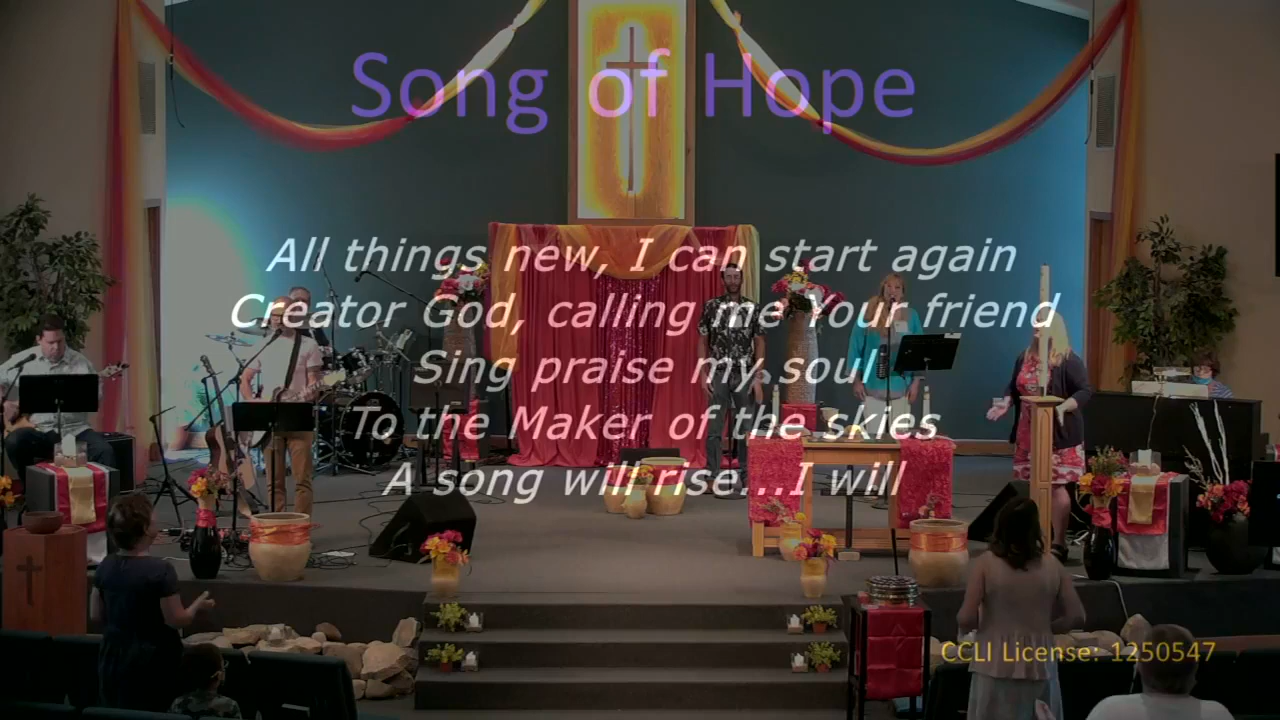 Song of Hope
All things new, I can start again
Creator God, calling me Your friend
Sing praise my soul
To the Maker of the skies
A song will rise...I will
CCLI License: 1250547